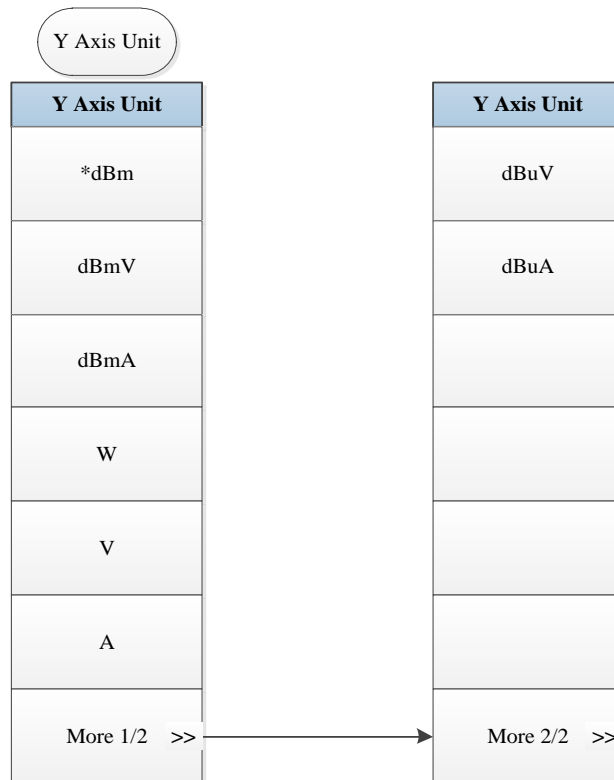 Y Axis Unit
Y Axis Unit
*dBm
dBmV
dBmA
W
V
A
More 1/2 >>
Y Axis Unit
dBuV
dBuA
More 2/2 >>